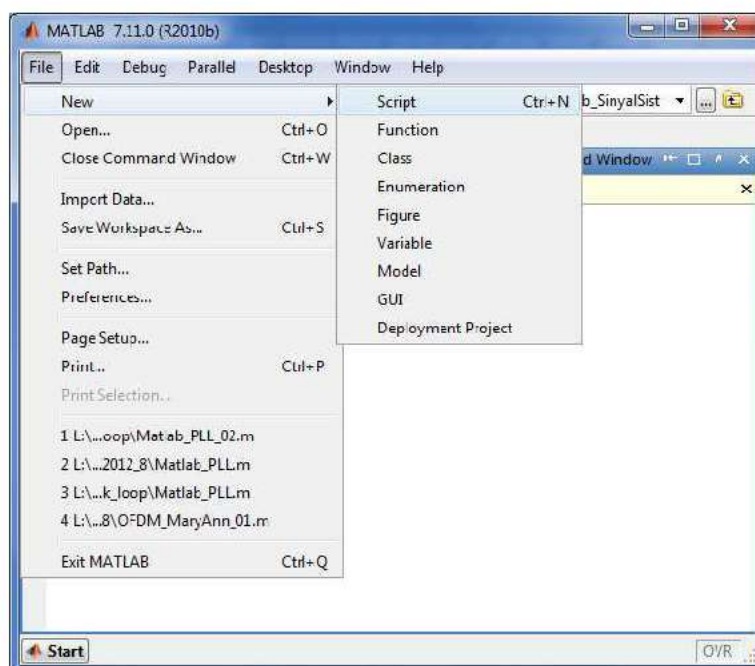 MATLAB 7.11.0 (R2010b)
File Edit Debug Parallel Desktop Window Help
New
Script Ctrl+N
b_SinyalSist ...
Open... Ctrl+O
Function
Close Command Window Ctrl+W
Class
d Window
Enumeration
Import Data...
Figure
Save Workspace As... Ctrl+S
Variable
Set Path...
Model
Preferences...
GUI
Page Setup...
Deployment Project
Print... Ctrl+P
Print Selection...
1 L:\...oop\Matlab_PLL_02.m
2 L:\...2012_8\Matlab_PLL.m
3 L:\...k_loop\Matlab_PLL.m
4 L:\...8\OFDM_MaryAnn_01.m
Exit MATLAB Ctrl+Q
Start
OVR